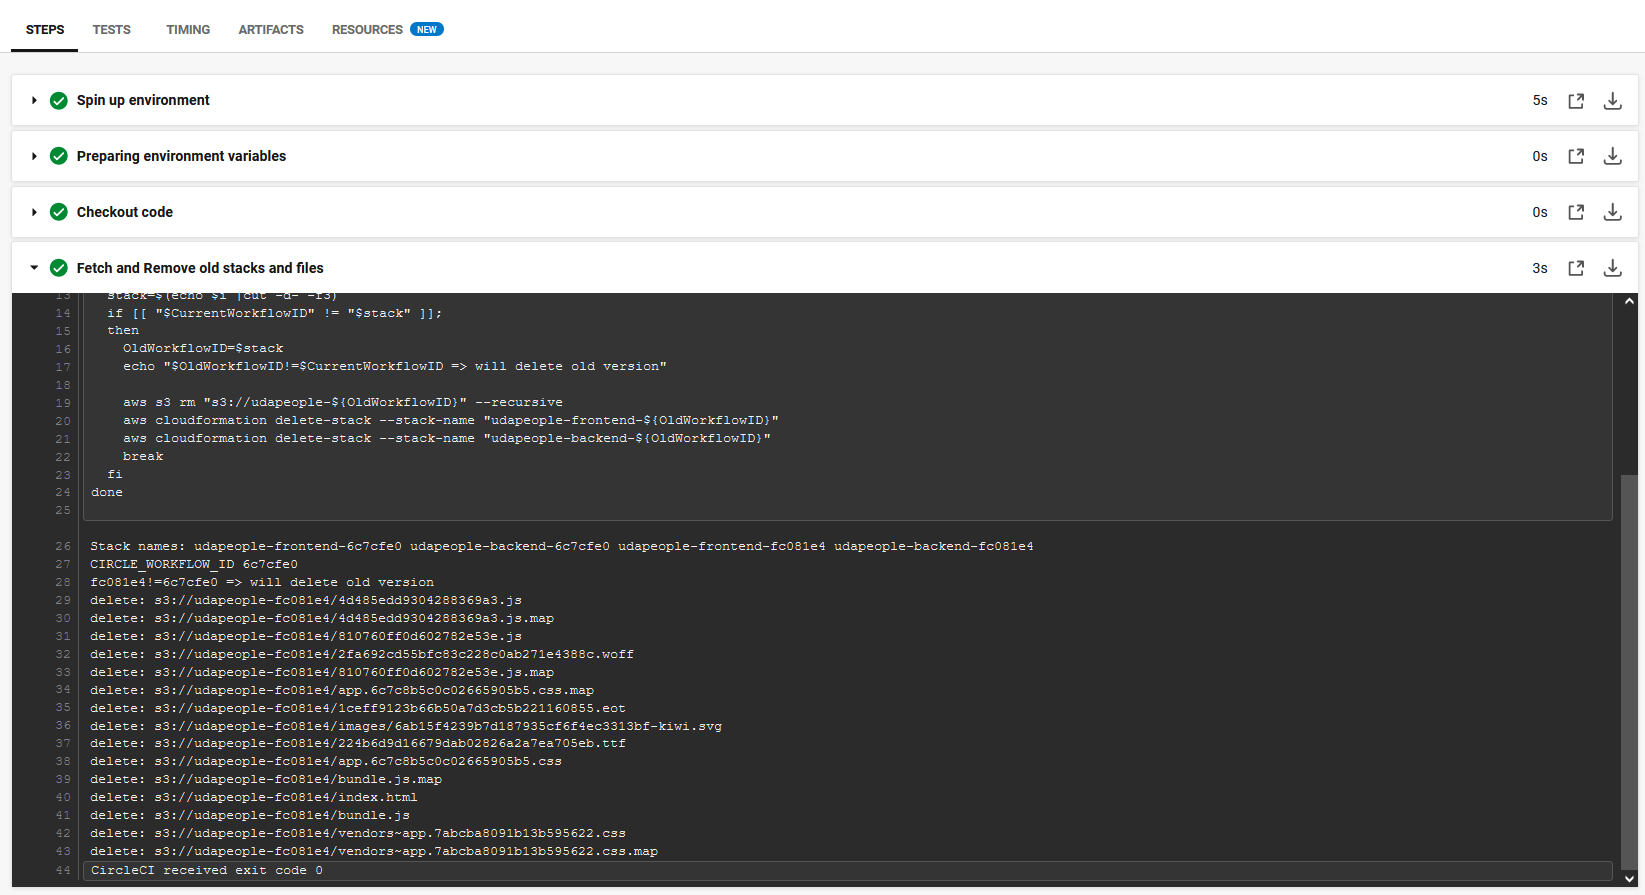 STEPS TESTS TIMING ARTIFACTS RESOURCES NEW
Spin up environment 5s
Preparing environment variables 0s
Checkout code 0s
Fetch and Remove old stacks and files 3s
13 stack=$(echo $i |cut -d- -f3)
14 if [[ "$CurrentWorkflowID" != "$stack" ]];
15 then
16 OldWorkflowID=$stack
17 echo "$OldWorkflowID!=$CurrentWorkflowID => will delete old version"
18
19 aws s3 rm "s3://udapeople-${OldWorkflowID}" --recursive
20 aws cloudformation delete-stack --stack-name "udapeople-frontend-${OldWorkflowID}"
21 aws cloudformation delete-stack --stack-name "udapeople-backend-${OldWorkflowID}"
22 break
23 fi
24 done
25
26 Stack names: udapeople-frontend-6c7cfe0 udapeople-backend-6c7cfe0 udapeople-frontend-fc081e4 udapeople-backend-fc081e4
27 CIRCLE_WORKFLOW_ID 6c7cfe0
28 fc081e4!=6c7cfe0 => will delete old version
29 delete: s3://udapeople-fc081e4/4d485edd9304288369a3.js
30 delete: s3://udapeople-fc081e4/4d485edd9304288369a3.js.map
31 delete: s3://udapeople-fc081e4/810760ff0d602782e53e.js
32 delete: s3://udapeople-fc081e4/2fa692cd55bfc83c228c0ab271e4388c.woff
33 delete: s3://udapeople-fc081e4/810760ff0d602782e53e.js.map
34 delete: s3://udapeople-fc081e4/app.6c7c8b5c0c02665905b5.css.map
35 delete: s3://udapeople-fc081e4/1ceff9123b66b50a7d3cb5b221160855.eot
36 delete: s3://udapeople-fc081e4/images/6ab15f4239b7d187935cf6f4ec3313bf-kiwi.svg
37 delete: s3://udapeople-fc081e4/224b6d9d16679dab02826a2a7ea705eb.ttf
38 delete: s3://udapeople-fc081e4/app.6c7c8b5c0c02665905b5.css
39 delete: s3://udapeople-fc081e4/bundle.js.map
40 delete: s3://udapeople-fc081e4/index.html
41 delete: s3://udapeople-fc081e4/bundle.js
42 delete: s3://udapeople-fc081e4/vendors~app.7abcba8091b13b595622.css
43 delete: s3://udapeople-fc081e4/vendors~app.7abcba8091b13b595622.css.map
44 CircleCI received exit code 0